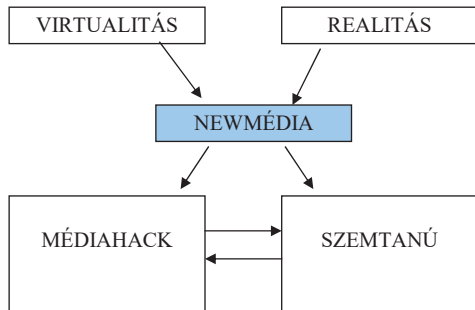 VIRTUALITÁS
REALITÁS
NEWMÉDIA
MÉDIAHACK
SZEMTANÚ